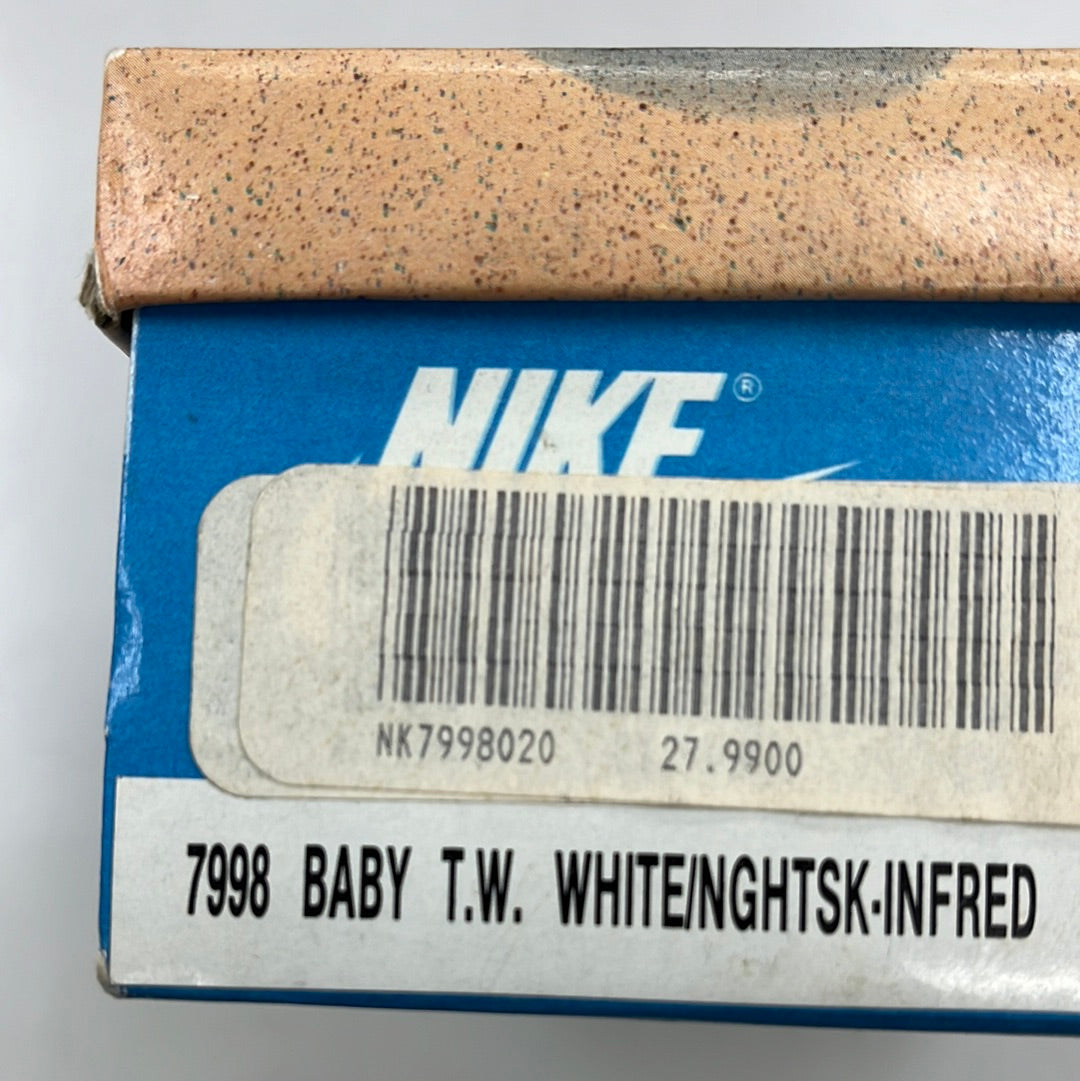 NIKE®
NK7998020 27.9900
7998 BABY T.W. WHITE/NGHTSK-INFRED